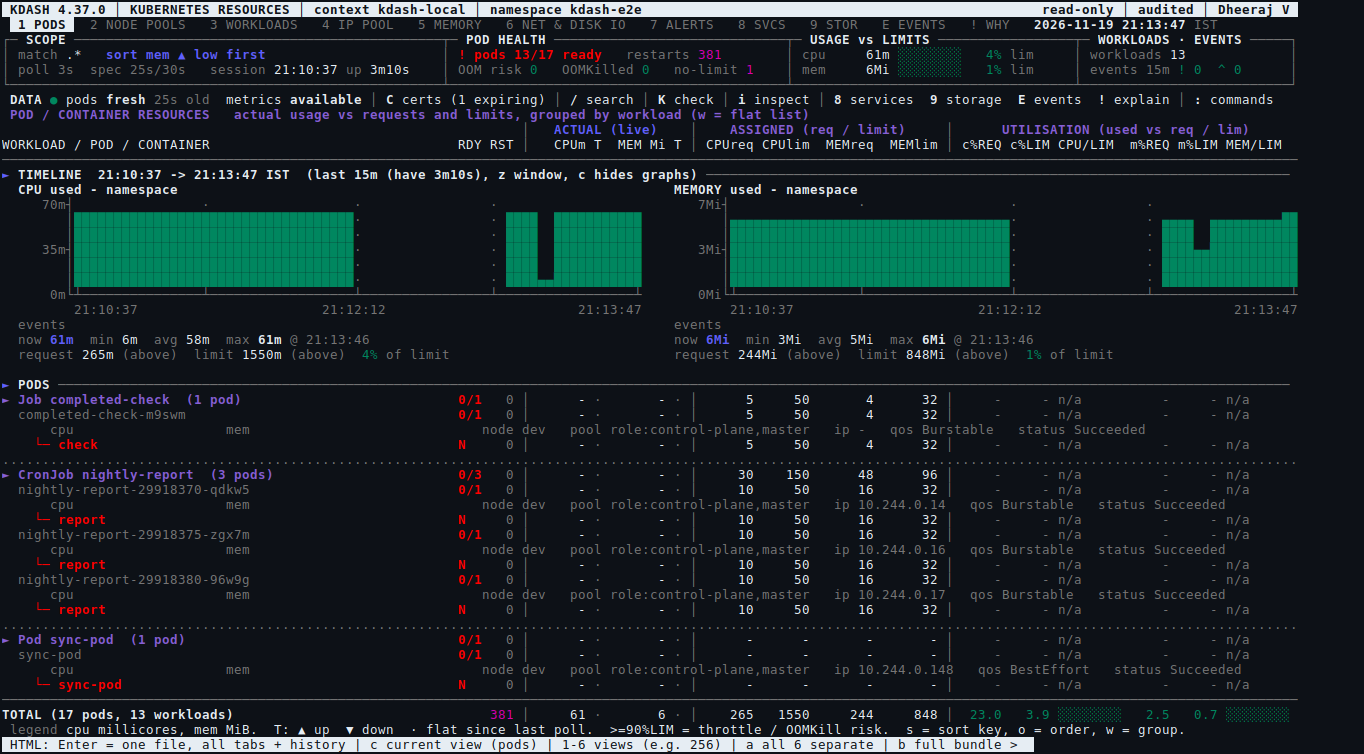 KDASH 4.37.0 │ KUBERNETES RESOURCES │ context kdash-local │ namespace kdash-e2e read-only │ audited │ Dheeraj V
1 PODS 2 NODE POOLS 3 WORKLOADS 4 IP POOL 5 MEMORY 6 NET & DISK IO 7 ALERTS 8 SVCS 9 STOR E EVENTS ! WHY 2026-11-19 21:13:47 IST
SCOPE POD HEALTH USAGE vs LIMITS WORKLOADS · EVENTS
match .* sort mem ▲ low first ! pods 13/17 ready restarts 381 cpu 61m 4% lim workloads 13
poll 3s spec 25s/30s session 21:10:37 up 3m10s OOM risk 0 OOMKilled 0 no-limit 1 mem 6Mi 1% lim events 15m ! 0 ^ 0
DATA ● pods fresh 25s old metrics available │ C certs (1 expiring) │ / search │ K check │ i inspect │ 8 services 9 storage E events ! explain │ : commands
POD / CONTAINER RESOURCES actual usage vs requests and limits, grouped by workload (w = flat list)
│ ACTUAL (live) │ ASSIGNED (req / limit) │ UTILISATION (used vs req / lim)
WORKLOAD / POD / CONTAINER RDY RST │ CPUm T MEM Mi T │ CPUreq CPUlim MEMreq MEMlim │ c%REQ c%LIM CPU/LIM m%REQ m%LIM MEM/LIM
► TIMELINE 21:10:37 -> 21:13:47 IST (last 15m (have 3m10s), z window, c hides graphs)
CPU used - namespace MEMORY used - namespace
70m 7Mi
35m 3Mi
0m 0Mi
21:10:37 21:12:12 21:13:47 21:10:37 21:12:12 21:13:47
events events
now 61m min 6m avg 58m max 61m @ 21:13:46 now 6Mi min 3Mi avg 5Mi max 6Mi @ 21:13:46
request 265m (above) limit 1550m (above) 4% of limit request 244Mi (above) limit 848Mi (above) 1% of limit
► PODS
► Job completed-check (1 pod) 0/1 0 │ - · - · │ 5 50 4 32 │ - - n/a - - n/a
completed-check-m9swm 0/1 0 │ - · - · │ 5 50 4 32 │ - - n/a - - n/a
cpu mem node dev pool role:control-plane,master ip - qos Burstable status Succeeded
└─ check N 0 │ - · - · │ 5 50 4 32 │ - - n/a - - n/a
► CronJob nightly-report (3 pods) 0/3 0 │ - · - · │ 30 150 48 96 │ - - n/a - - n/a
nightly-report-29918370-qdkw5 0/1 0 │ - · - · │ 10 50 16 32 │ - - n/a - - n/a
cpu mem node dev pool role:control-plane,master ip 10.244.0.14 qos Burstable status Succeeded
└─ report N 0 │ - · - · │ 10 50 16 32 │ - - n/a - - n/a
nightly-report-29918375-zgx7m 0/1 0 │ - · - · │ 10 50 16 32 │ - - n/a - - n/a
cpu mem node dev pool role:control-plane,master ip 10.244.0.16 qos Burstable status Succeeded
└─ report N 0 │ - · - · │ 10 50 16 32 │ - - n/a - - n/a
nightly-report-29918380-96w9g 0/1 0 │ - · - · │ 10 50 16 32 │ - - n/a - - n/a
cpu mem node dev pool role:control-plane,master ip 10.244.0.17 qos Burstable status Succeeded
└─ report N 0 │ - · - · │ 10 50 16 32 │ - - n/a - - n/a
► Pod sync-pod (1 pod) 0/1 0 │ - · - · │ - - - - │ - - n/a - - n/a
sync-pod 0/1 0 │ - · - · │ - - - - │ - - n/a - - n/a
cpu mem node dev pool role:control-plane,master ip 10.244.0.148 qos BestEffort status Succeeded
└─ sync-pod N 0 │ - · - · │ - - - - │ - - n/a - - n/a
TOTAL (17 pods, 13 workloads) 381 │ 61 · 6 · │ 265 1550 244 848 │ 23.0 3.9 2.5 0.7
legend cpu millicores, mem MiB. T: ▲ up ▼ down · flat since last poll. >=90%LIM = throttle / OOMKill risk. s = sort key, o = order, w = group.
HTML: Enter = one file, all tabs + history │ c current view (pods) │ 1-6 views (e.g. 256) │ a all 6 separate │ b full bundle >